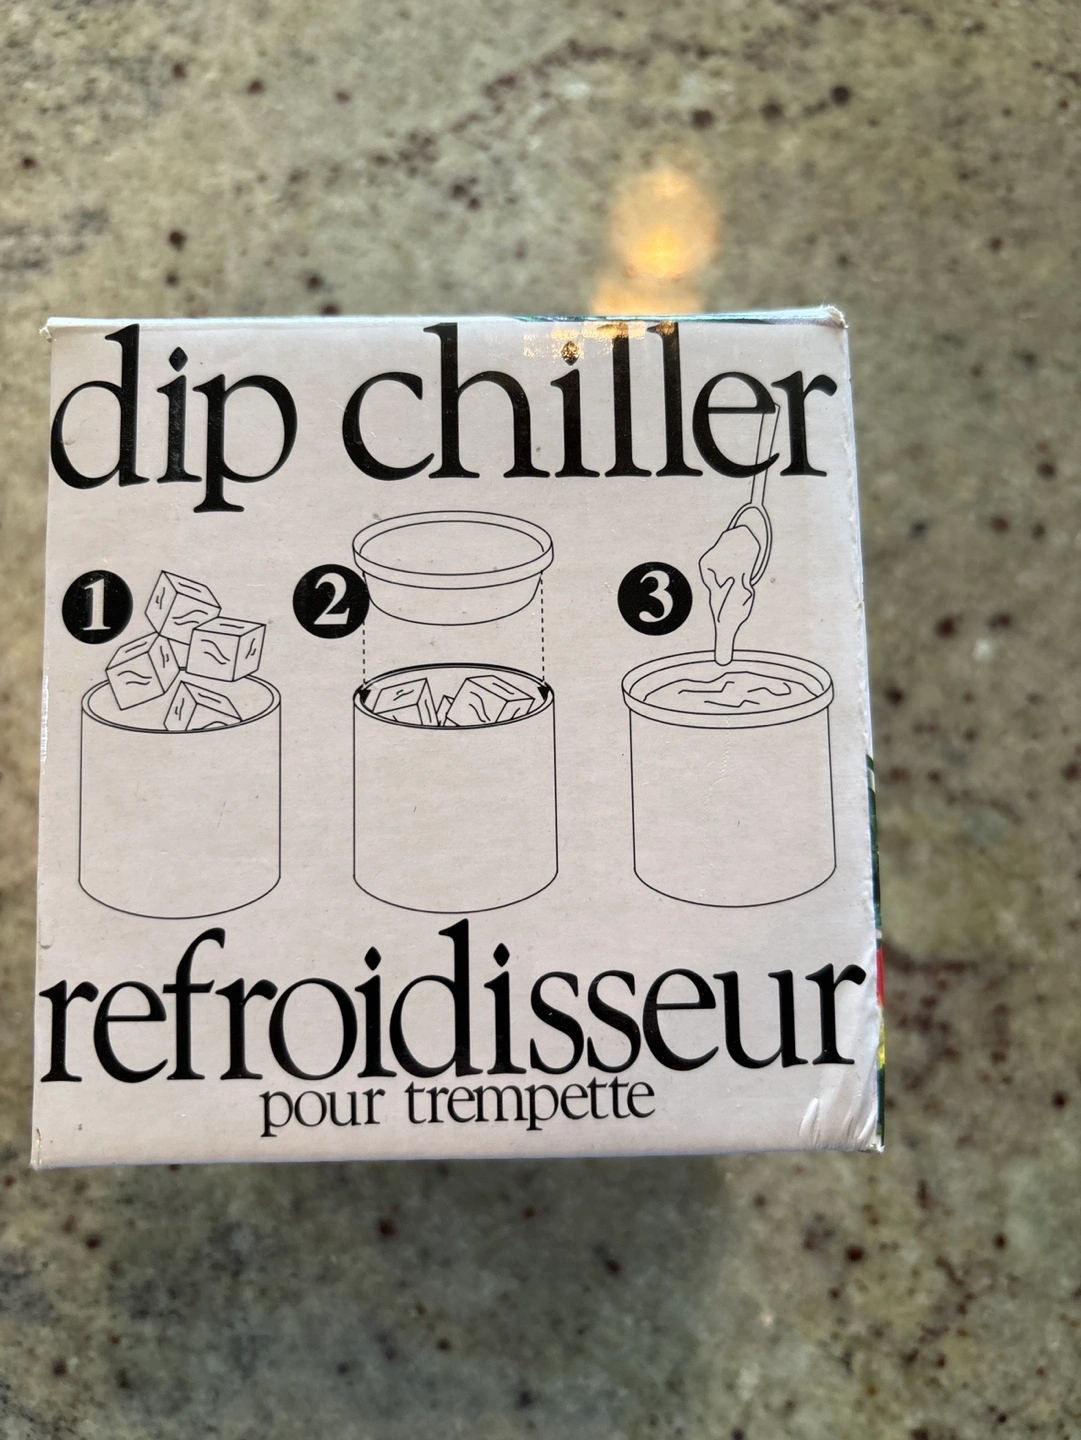 dip chiller
1 2 3
refroidisseur
pour trempette